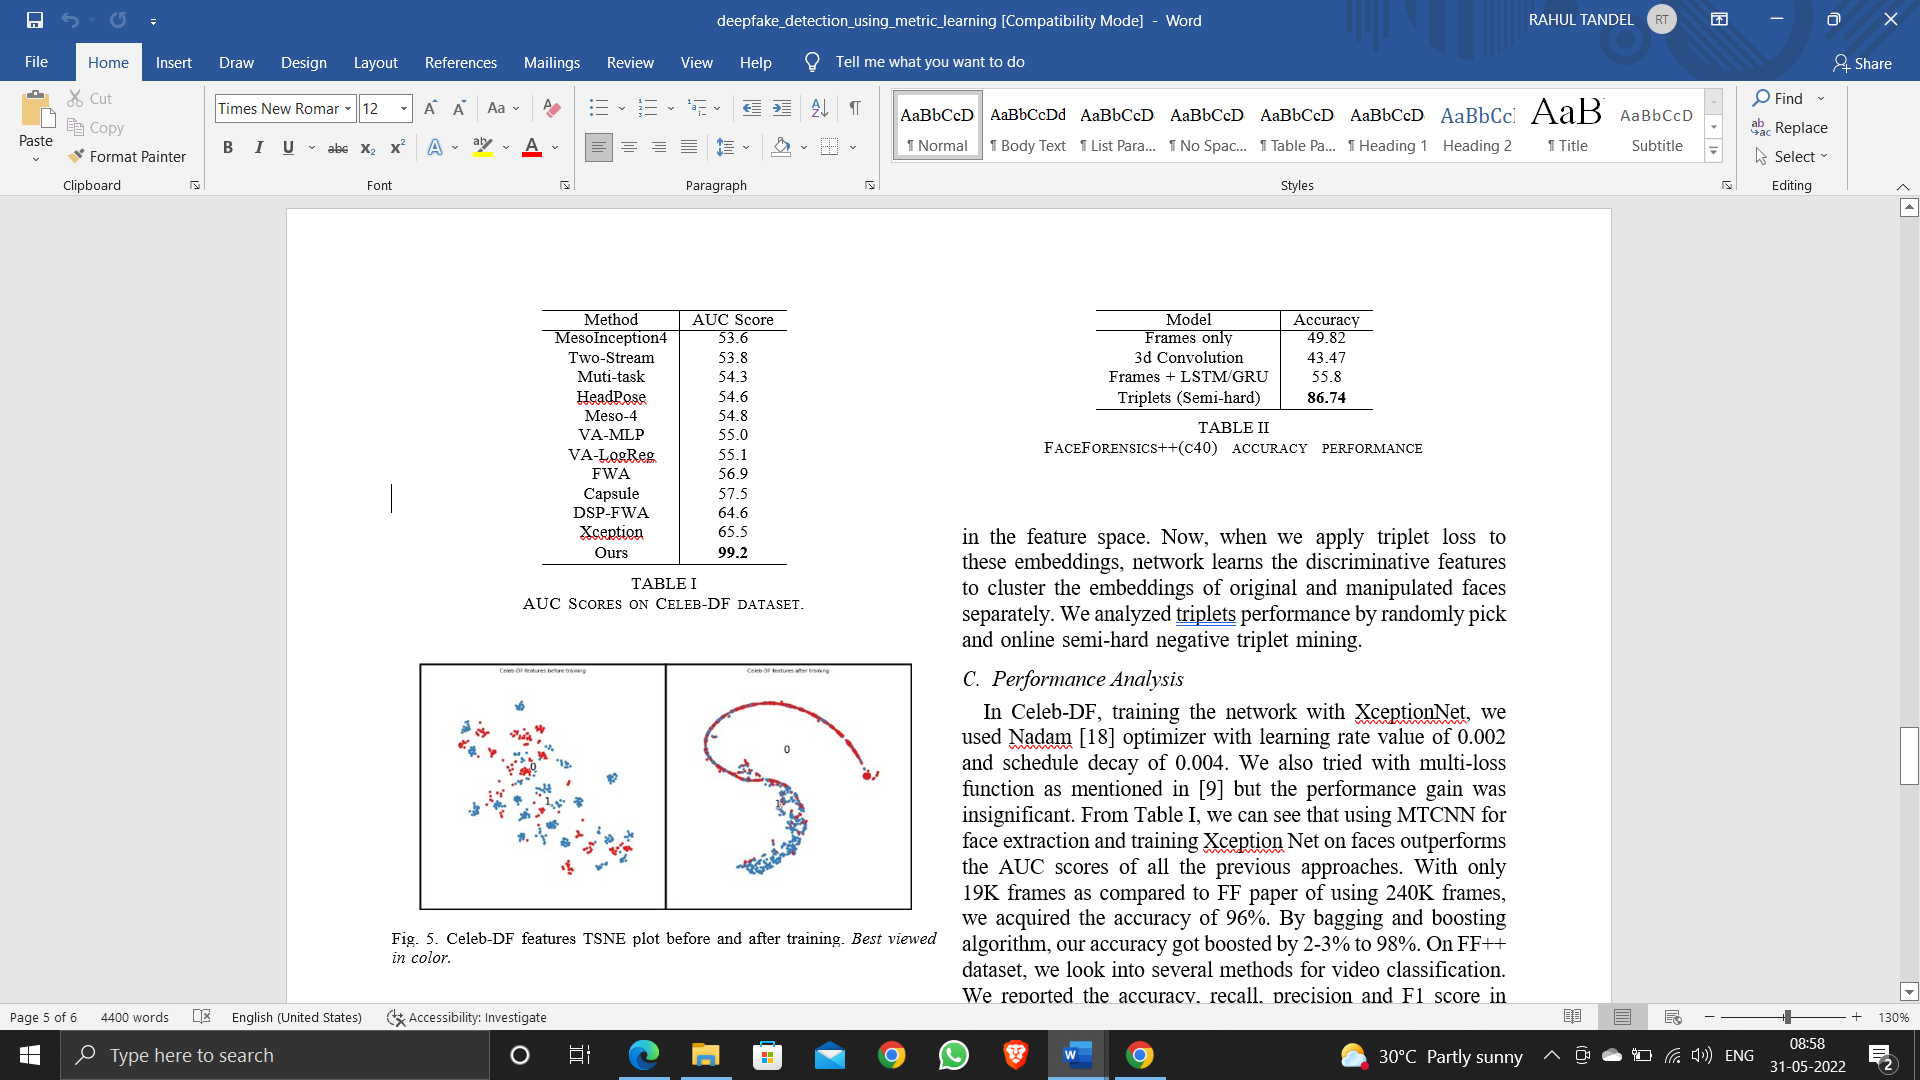 deepfake_detection_using_metric_learning [Compatibility Mode] - Word
RAHUL TANDEL
RT
File
Home
Insert
Draw
Design
Layout
References
Mailings
Review
View
Help
Tell me what you want to do
Share
Paste
Cut
Copy
Format Painter
Clipboard
Times New Romar
12
Aa
B I U abc x₂ x²
Font
Paragraph
AaBbCcD
¶ Normal
AaBbCcDd
¶ Body Text
AaBbCcD
¶ List Para...
AaBbCcD
¶ No Spac...
AaBbCcD
¶ Table Pa...
AaBbCcD
¶ Heading 1
AaBbCcl
Heading 2
AaB
¶ Title
AaBbCcD
Subtitle
Styles
Find
Replace
Select
Editing
Method AUC Score
MesoInception4 53.6
Two-Stream 53.8
Muti-task 54.3
HeadPose 54.6
Meso-4 54.8
VA-MLP 55.0
VA-LogReg 55.1
FWA 56.9
Capsule 57.5
DSP-FWA 64.6
Xception 65.5
Ours 99.2
TABLE I
AUC SCORES ON CELEB-DF DATASET.
Celeb-DF features before training
0
1
Celeb-DF features after training
0
1
Fig. 5. Celeb-DF features TSNE plot before and after training. Best viewed
in color.
Model Accuracy
Frames only 49.82
3d Convolution 43.47
Frames + LSTM/GRU 55.8
Triplets (Semi-hard) 86.74
TABLE II
FACEFORENSICS++(C40) ACCURACY PERFORMANCE
in the feature space. Now, when we apply triplet loss to
these embeddings, network learns the discriminative features
to cluster the embeddings of original and manipulated faces
separately. We analyzed triplets performance by randomly pick
and online semi-hard negative triplet mining.
C. Performance Analysis
In Celeb-DF, training the network with XceptionNet, we
used Nadam [18] optimizer with learning rate value of 0.002
and schedule decay of 0.004. We also tried with multi-loss
function as mentioned in [9] but the performance gain was
insignificant. From Table I, we can see that using MTCNN for
face extraction and training Xception Net on faces outperforms
the AUC scores of all the previous approaches. With only
19K frames as compared to FF paper of using 240K frames,
we acquired the accuracy of 96%. By bagging and boosting
algorithm, our accuracy got boosted by 2-3% to 98%. On FF++
dataset, we look into several methods for video classification.
We reported the accuracy, recall, precision and F1 score in
Page 5 of 6
4400 words
English (United States)
Accessibility: Investigate
130%
Type here to search
30°C Partly sunny
ENG
08:58
31-05-2022
2